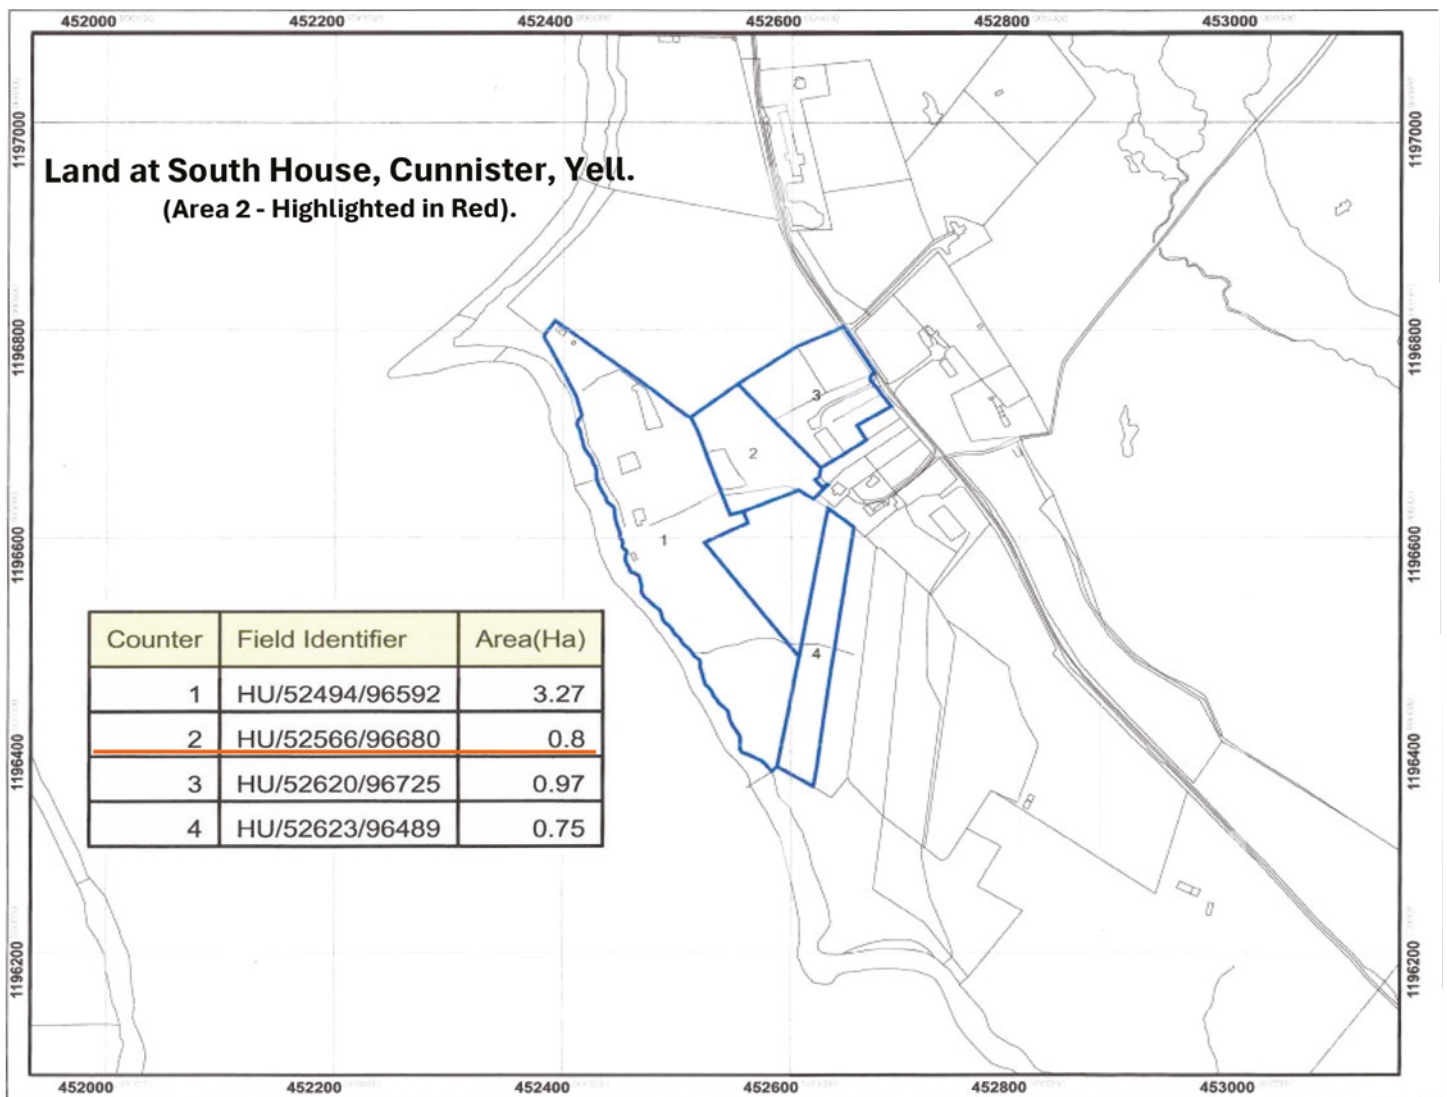 452000 452200 452400 452600 452800 453000
1197000 1197000
Land at South House, Cunnister, Yell.
(Area 2 - Highlighted in Red).
1196800 1196800
3
2
1196600 1196600
1
4
Counter Field Identifier Area(Ha)
1 HU/52494/96592 3.27
2 HU/52566/96680 0.8
3 HU/52620/96725 0.97
4 HU/52623/96489 0.75
1196400 1196400
1196200 1196200
452000 452200 452400 452600 452800 453000